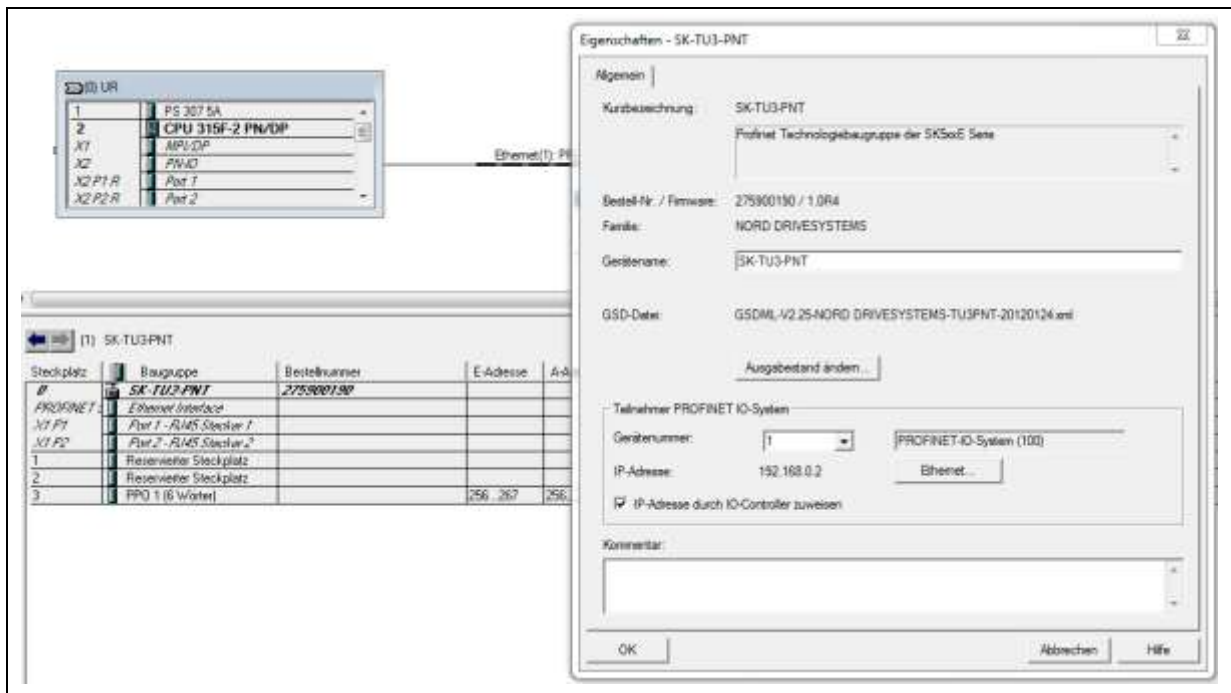 (0) UR
1 PS 307 5A
2 CPU 315F-2 PN/DP
X1 MPI/DP
X2 PN-IO
X2 P1 R Port 1
X2 P2 R Port 2
Ethernet(1): PR
(1) SK-TU3-PNT
Steckplatz Baugruppe Bestellnummer E-Adresse A-A
0 SK-TU3-PNT 275900190
PROFINET Ethernet Interface
X1 P1 Port 1 - RJ45 Stecker 1
X1 P2 Port 2 - RJ45 Stecker 2
1 Reservierter Steckplatz
2 Reservierter Steckplatz
3 PPO 1 (6 Wörter) 256...267 256...
Eigenschaften - SK-TU3-PNT
Allgemein
Kurzbezeichnung: SK-TU3-PNT
Profinet Technologiebaugruppe der SK5xxE Serie
Bestell-Nr. / Firmware: 275900190 / 1.0R4
Familie: NORD DRIVESYSTEMS
Gerätename: SK-TU3-PNT
GSD-Datei: GSDML-V2.25-NORD DRIVESYSTEMS-TU3PNT-20120124.xml
Ausgabestand ändern...
Teilnehmer PROFINET IO-System
Gerätenummer: 1 PROFINET-IO-System (100)
IP-Adresse: 192.168.0.2 Ethernet...
IP-Adresse durch IO-Controller zuweisen
Kommentar:
OK Abbrechen Hilfe